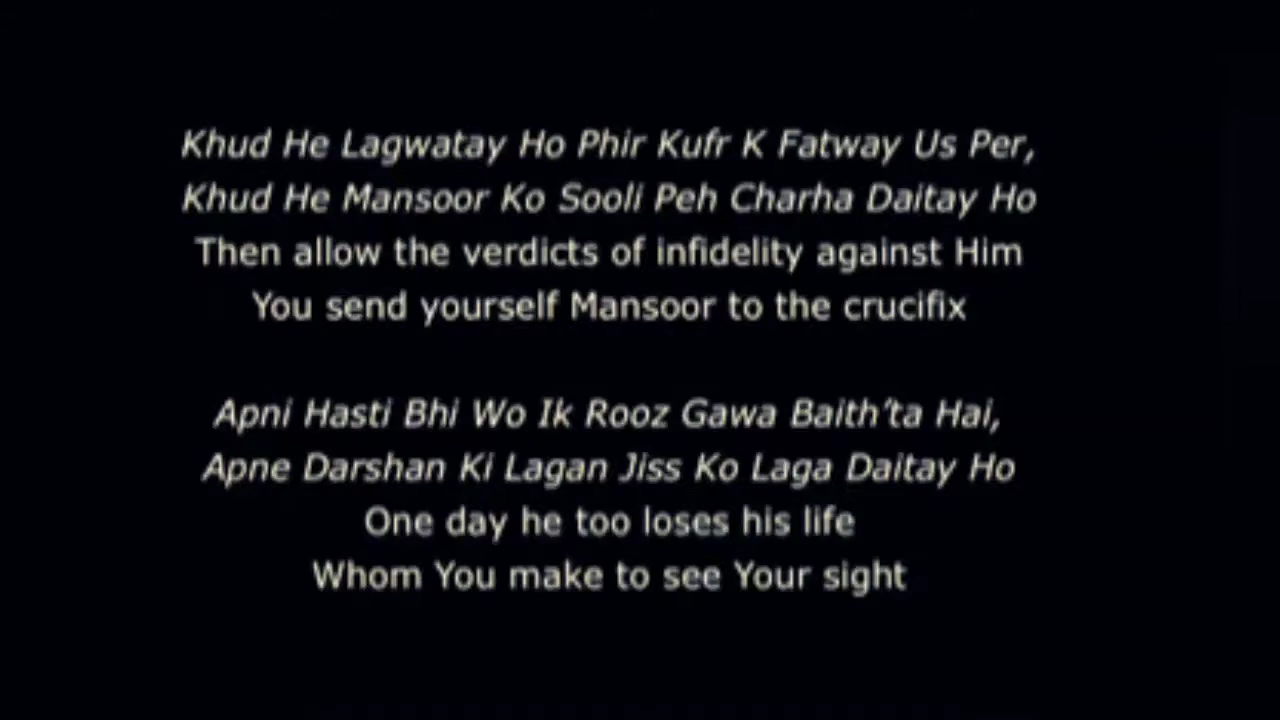 Khud He Lagwatay Ho Phir Kufr K Fatway Us Per,
Khud He Mansoor Ko Sooli Peh Charha Daitay Ho
Then allow the verdicts of infidelity against Him
You send yourself Mansoor to the crucifix
Apni Hasti Bhi Wo Ik Rooz Gawa Baith’ta Hai,
Apne Darshan Ki Lagan Jiss Ko Laga Daitay Ho
One day he too loses his life
Whom You make to see Your sight